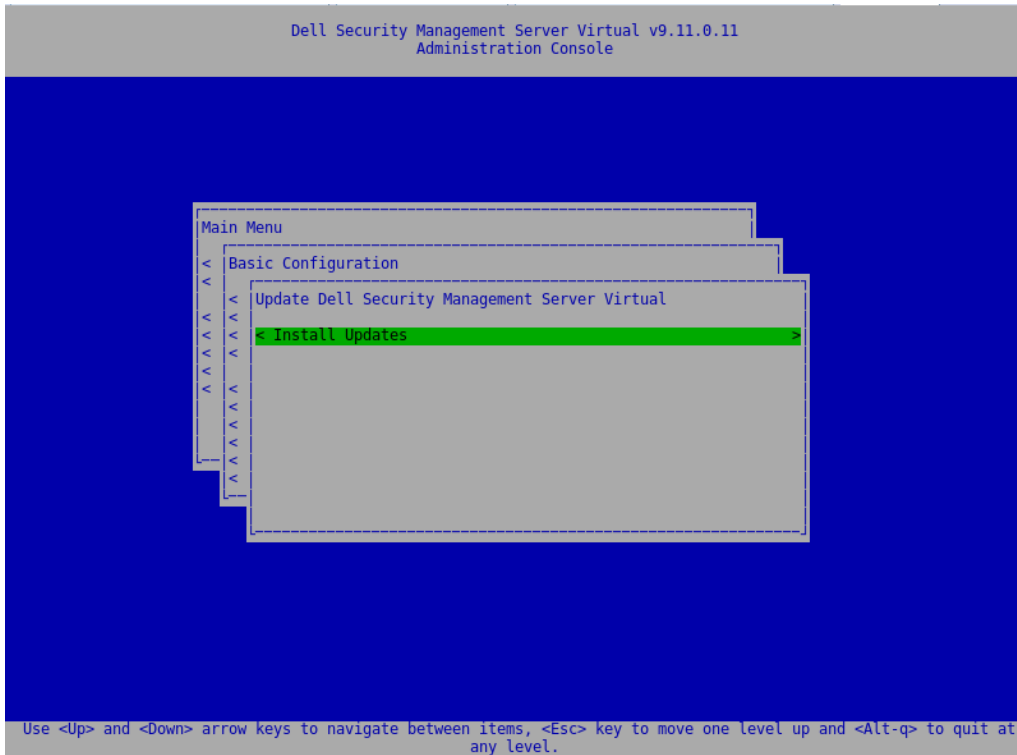 Dell Security Management Server Virtual v9.11.0.11
Administration Console
Main Menu
< Basic Configuration
<
< Update Dell Security Management Server Virtual
< <
< < < Install Updates >
< <
<
< <
<
<
<
<
<
Use <Up> and <Down> arrow keys to navigate between items, <Esc> key to move one level up and <Alt-q> to quit at
any level.